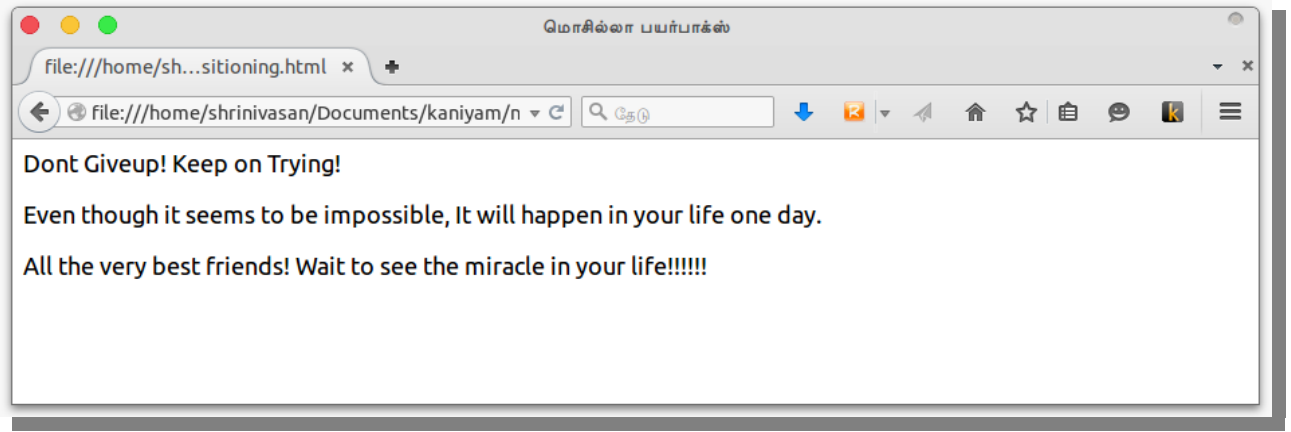 மொசில்லா பயர்பாக்ஸ்
file:///home/sh...sitioning.html
file:///home/shrinivasan/Documents/kaniyam/n
தேடு
k
Dont Giveup! Keep on Trying!
Even though it seems to be impossible, It will happen in your life one day.
All the very best friends! Wait to see the miracle in your life!!!!!!